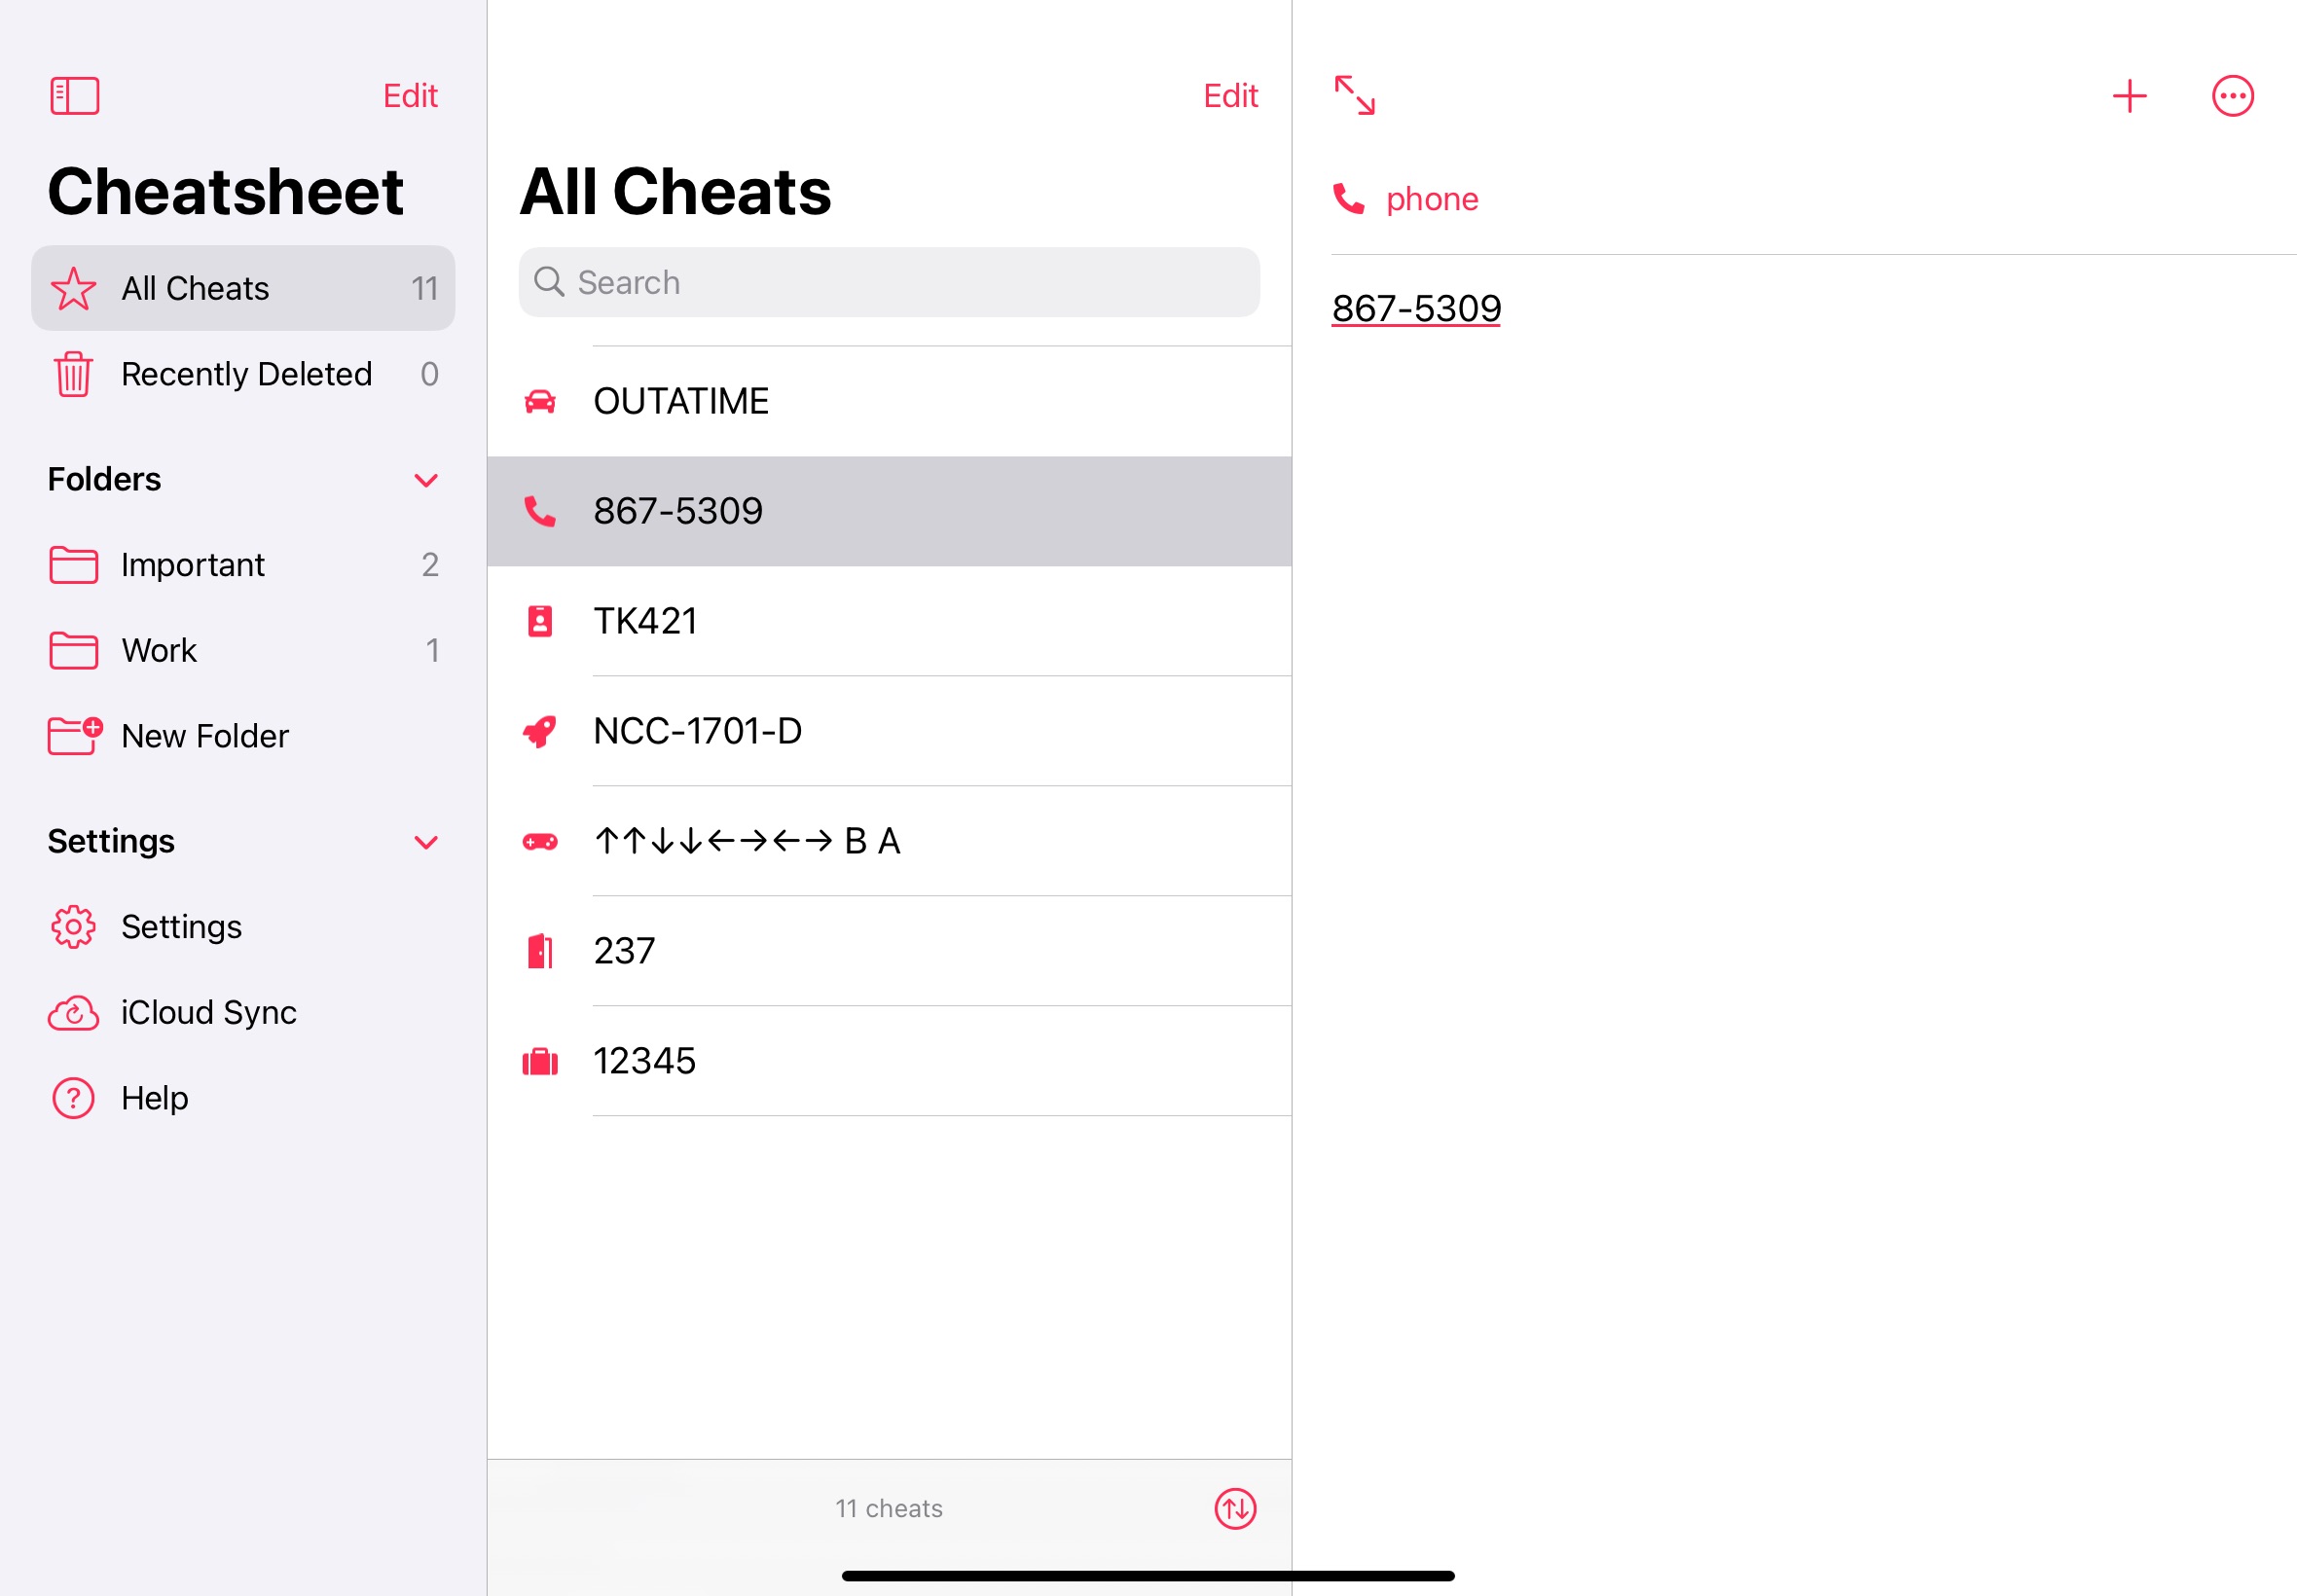 Edit
Cheatsheet
All Cheats 11
Recently Deleted 0
Folders
Important 2
Work 1
New Folder
Settings
Settings
iCloud Sync
Help
Edit
All Cheats
Search
OUTATIME
867-5309
TK421
NCC-1701-D
↑↑↓↓←→←→ B A
237
12345
11 cheats
phone
867-5309